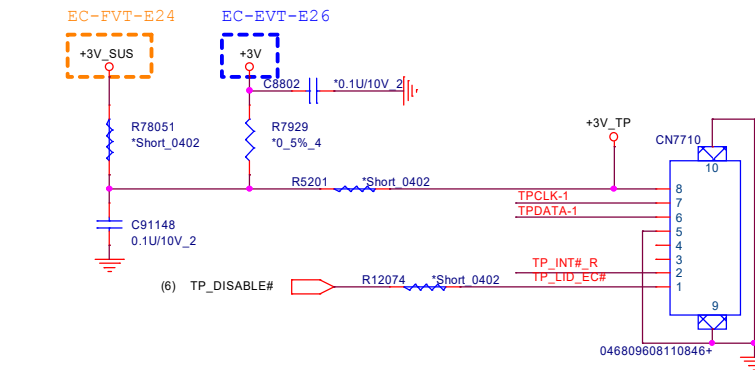 EC-FVT-E24
EC-EVT-E26
+3V_SUS
+3V
C8802
*0.1U/10V_2
R78051
*Short_0402
R7929
*0_5%_4
+3V_TP
CN7710
10
R5201
*Short_0402
8
TPCLK-1
7
TPDATA-1
6
C91148
0.1U/10V_2
5
4
3
TP_INT#_R
2
(6)
TP_DISABLE#
R12074
*Short_0402
TP_LID_EC#
1
9
046809608110846+